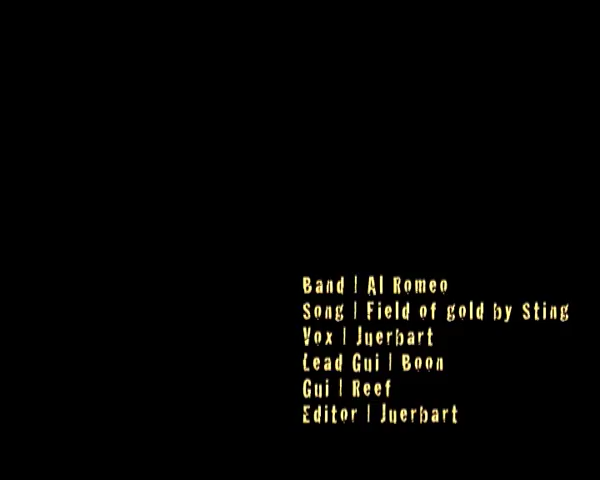 Band | Al Romeo
Song | Field of gold by Sting
Vox | Juerbart
Lead Gui | Boon
Gui | Reef
Editor | Juerbart